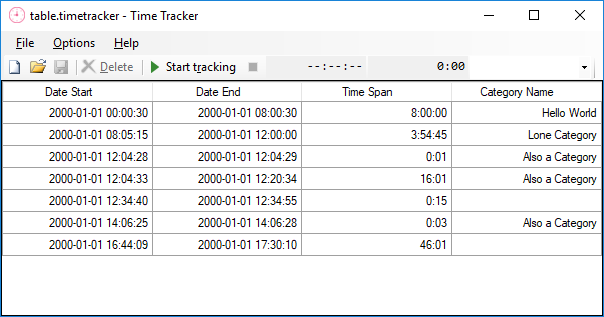 table.timetracker - Time Tracker
File Options Help
Delete Start tracking --:--:-- 0:00
Date Start Date End Time Span Category Name
2000-01-01 00:00:30 2000-01-01 08:00:30 8:00:00 Hello World
2000-01-01 08:05:15 2000-01-01 12:00:00 3:54:45 Lone Category
2000-01-01 12:04:28 2000-01-01 12:04:29 0:01 Also a Category
2000-01-01 12:04:33 2000-01-01 12:20:34 16:01 Also a Category
2000-01-01 12:34:40 2000-01-01 12:34:55 0:15
2000-01-01 14:06:25 2000-01-01 14:06:28 0:03 Also a Category
2000-01-01 16:44:09 2000-01-01 17:30:10 46:01